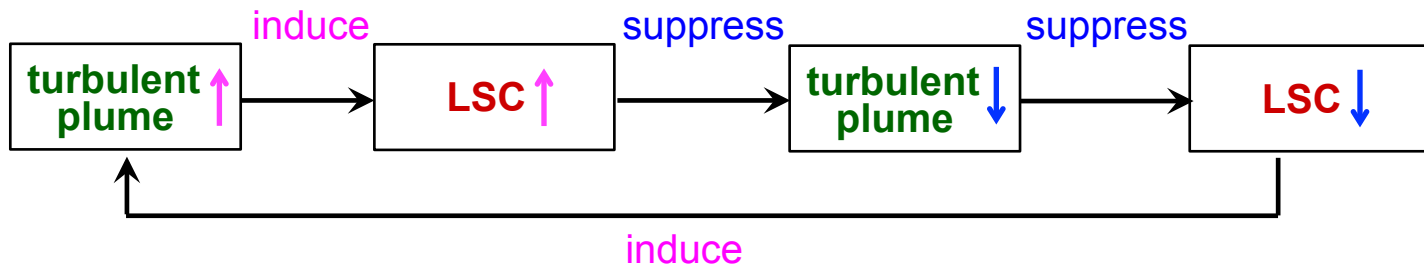 induce
suppress
suppress
turbulent
plume
LSC
turbulent
plume
LSC
induce